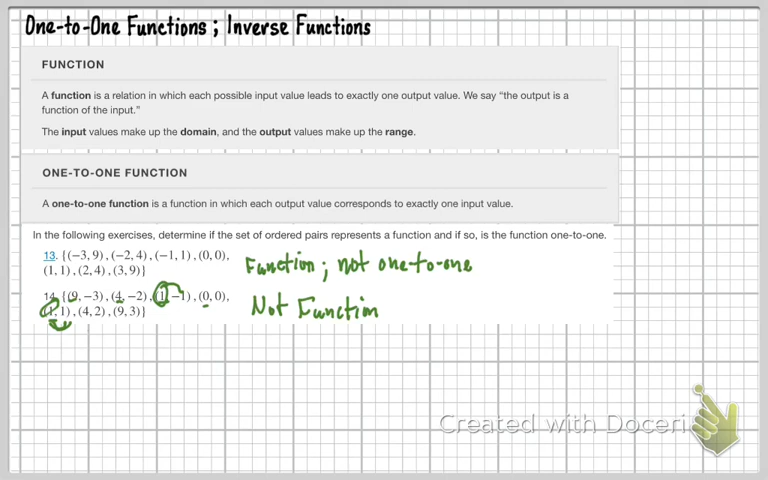 One-to-One Functions ; Inverse Functions
FUNCTION
A function is a relation in which each possible input value leads to exactly one output value. We say “the output is a
function of the input.”
The input values make up the domain, and the output values make up the range.
ONE-TO-ONE FUNCTION
A one-to-one function is a function in which each output value corresponds to exactly one input value.
In the following exercises, determine if the set of ordered pairs represents a function and if so, is the function one-to-one.
13. {(−3, 9) , (−2, 4) , (−1, 1) , (0, 0),
(1, 1) , (2, 4) , (3, 9)}
Function ; not one-to-one
14. {(9, −3) , (4, −2) , (1, −1) , (0, 0),
(1, 1) , (4, 2) , (9, 3)}
Not Function
Created with Doceri